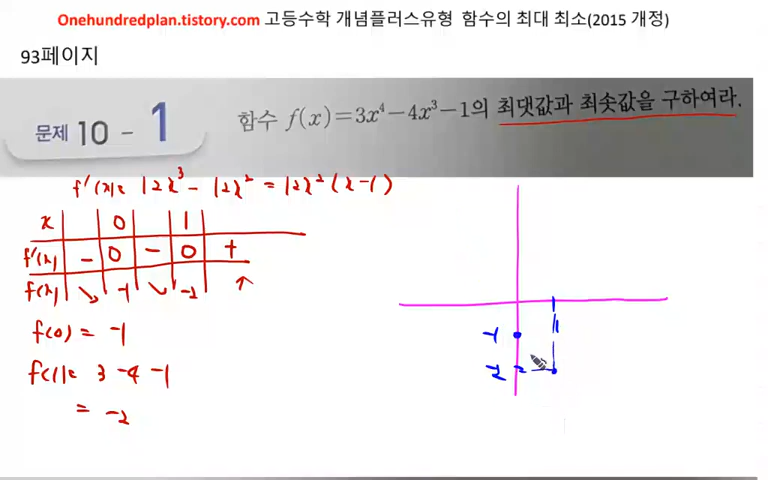 Onehundredplan.tistory.com 고등수학 개념플러스유형 함수의 최대 최소(2015 개정)
93페이지
문제 10-1 함수 f(x)=3x⁴-4x³-1의 최댓값과 최솟값을 구하여라.
f'(x)= 12x³ - 12x² = 12x²(x-1)
x 0 1
f'(x) - 0 - 0 +
f(x) ↘ -1 ↘ -2 ↗
f(0) = -1
f(1)= 3 -4 -1
= -2
1
-1
-2